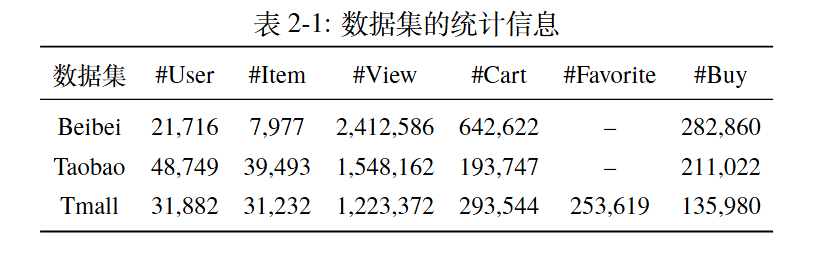 表 2-1: 数据集的统计信息
数据集 #User #Item #View #Cart #Favorite #Buy
Beibei 21,716 7,977 2,412,586 642,622 – 282,860
Taobao 48,749 39,493 1,548,162 193,747 – 211,022
Tmall 31,882 31,232 1,223,372 293,544 253,619 135,980